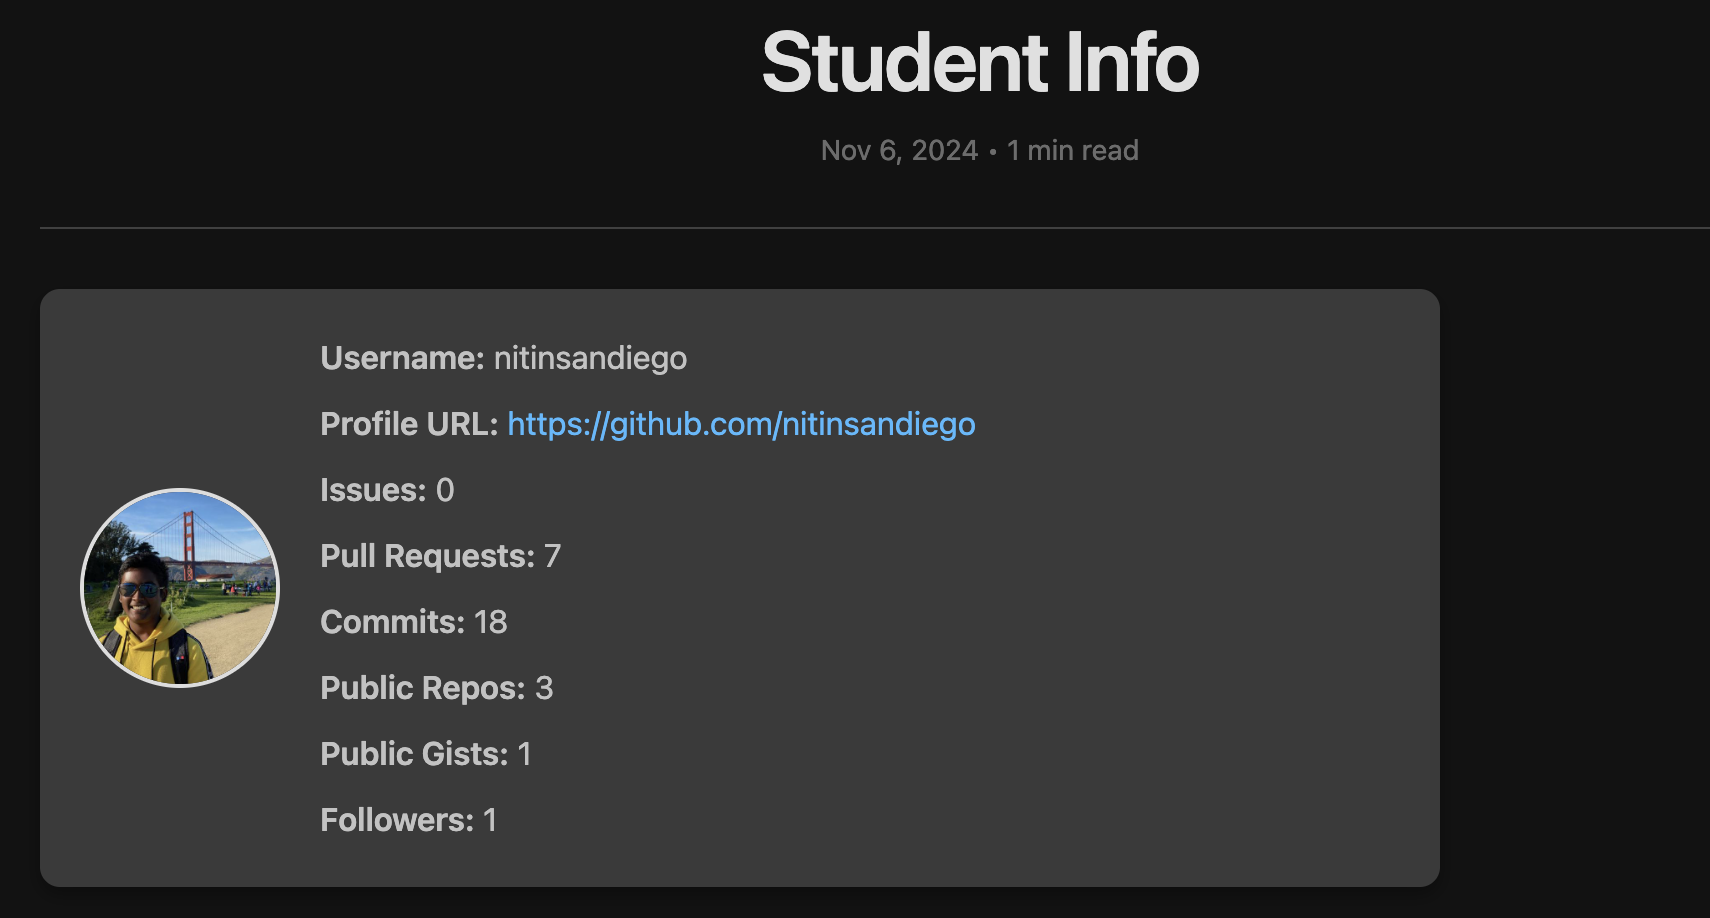 Student Info
Nov 6, 2024 • 1 min read
Username: nitinsandiego
Profile URL: https://github.com/nitinsandiego
Issues: 0
Pull Requests: 7
Commits: 18
Public Repos: 3
Public Gists: 1
Followers: 1